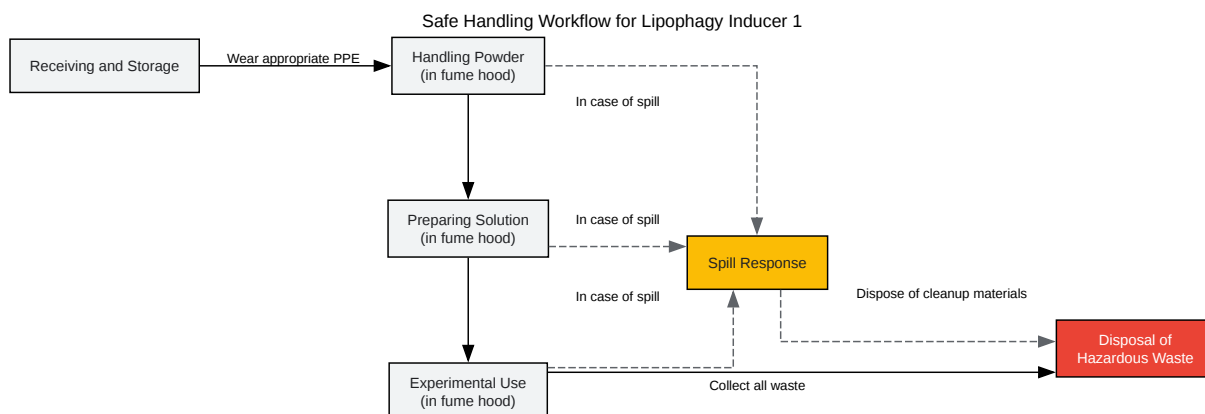 Safe Handling Workflow for Lipophagy Inducer 1
Receiving and Storage
Wear appropriate PPE
Handling Powder
(in fume hood)
In case of spill
Preparing Solution
(in fume hood)
In case of spill
Spill Response
In case of spill
Dispose of cleanup materials
Disposal of
Hazardous Waste
Experimental Use
(in fume hood)
Collect all waste